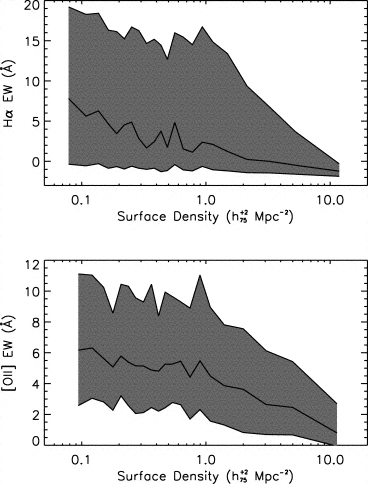 20
15
10
5
0
Hα EW (Å)
0.1 1.0 10.0
Surface Density (h₇₅⁺² Mpc⁻²)
12
10
8
6
4
2
0
[OII] EW (Å)
0.1 1.0 10.0
Surface Density (h₇₅⁺² Mpc⁻²)